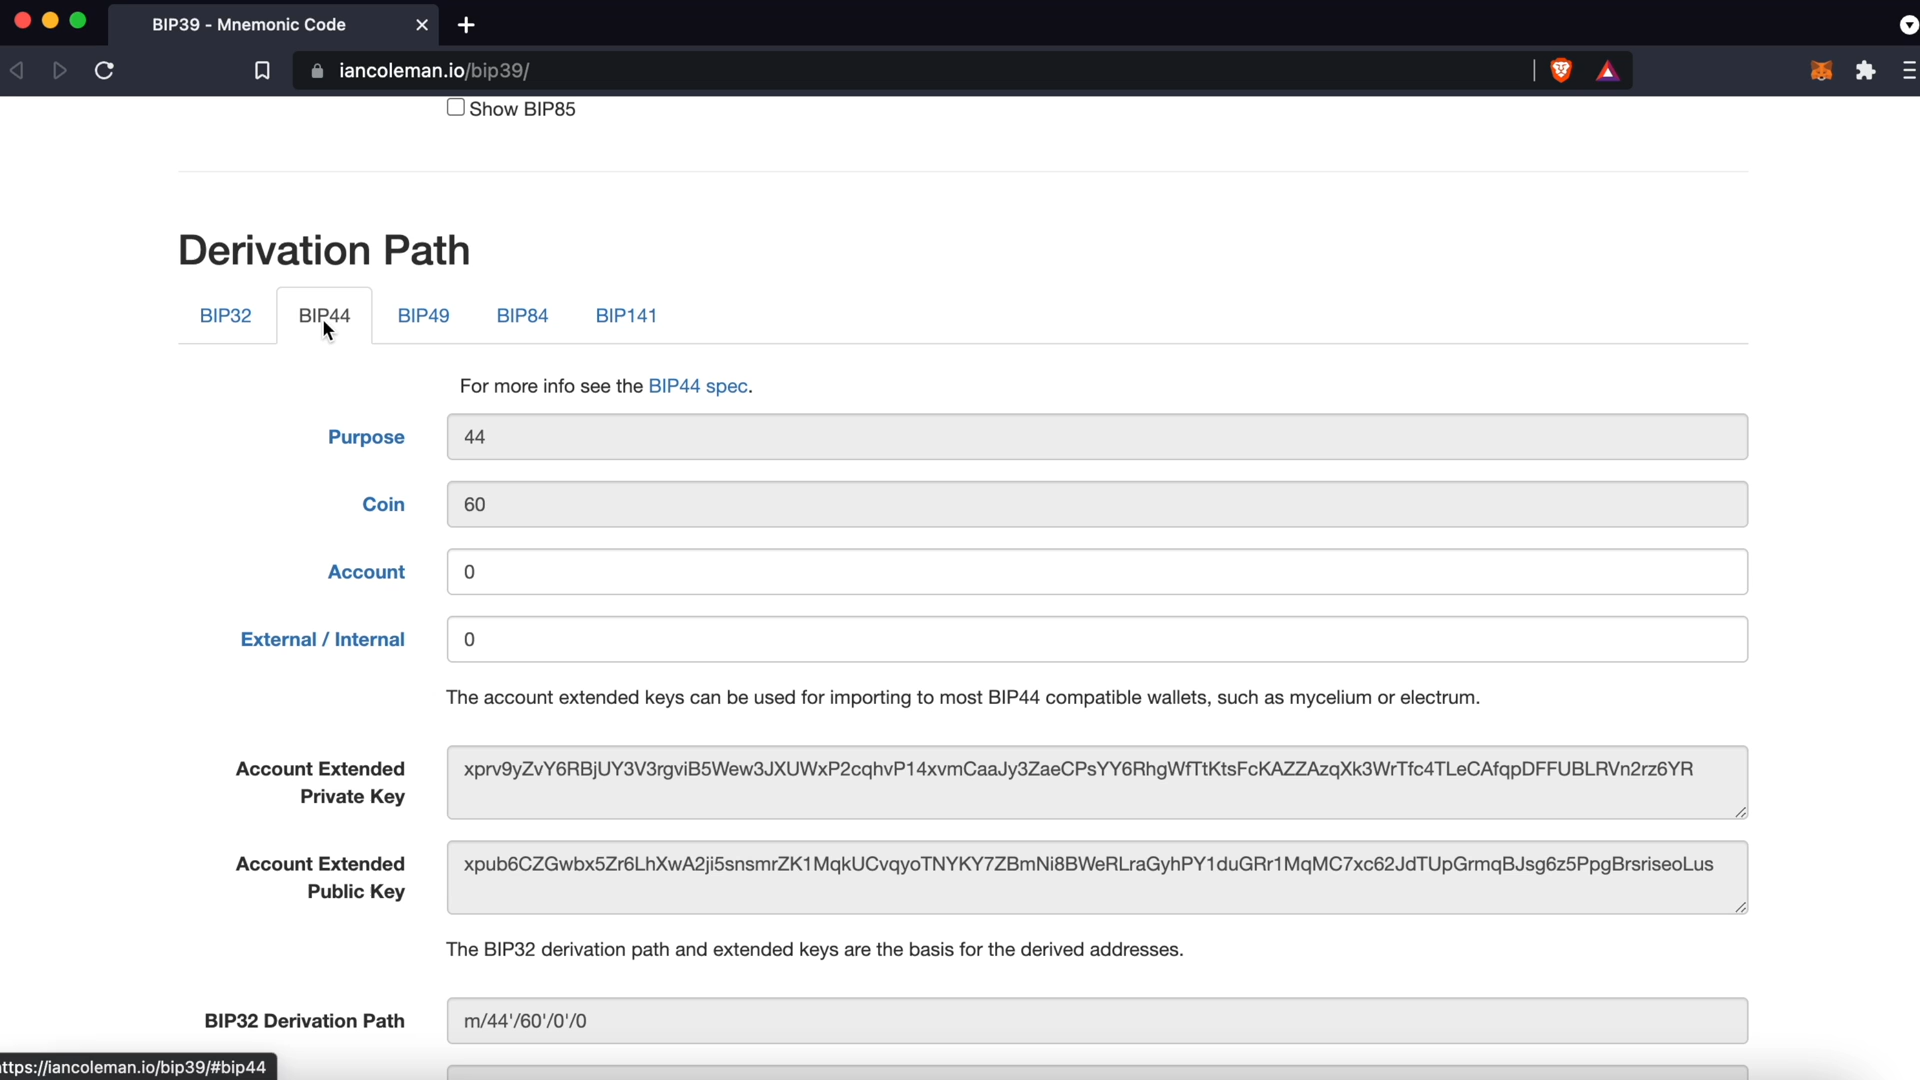 BIP39 - Mnemonic Code
iancoleman.io/bip39/
Show BIP85
Derivation Path
BIP32 BIP44 BIP49 BIP84 BIP141
For more info see the BIP44 spec.
Purpose 44
Coin 60
Account 0
External / Internal 0
The account extended keys can be used for importing to most BIP44 compatible wallets, such as mycelium or electrum.
Account Extended
Private Key
xprv9yZvY6RBjUY3V3rgviB5Wew3JXUWxP2cqhvP14xvmCaaJy3ZaeCPsYY6RhgWfTtKtsFcKAZZAzqXk3WrTfc4TLeCAfqpDFFUBLRVn2rz6YR
Account Extended
Public Key
xpub6CZGwbx5Zr6LhXwA2ji5snsmrZK1MqkUCvqyoTNYKY7ZBmNi8BWeRLraGyhPY1duGRr1MqMC7xc62JdTUpGrmqBJsg6z5PpgBrsriseoLus
The BIP32 derivation path and extended keys are the basis for the derived addresses.
BIP32 Derivation Path m/44'/60'/0'/0
ttps://iancoleman.io/bip39/#bip44